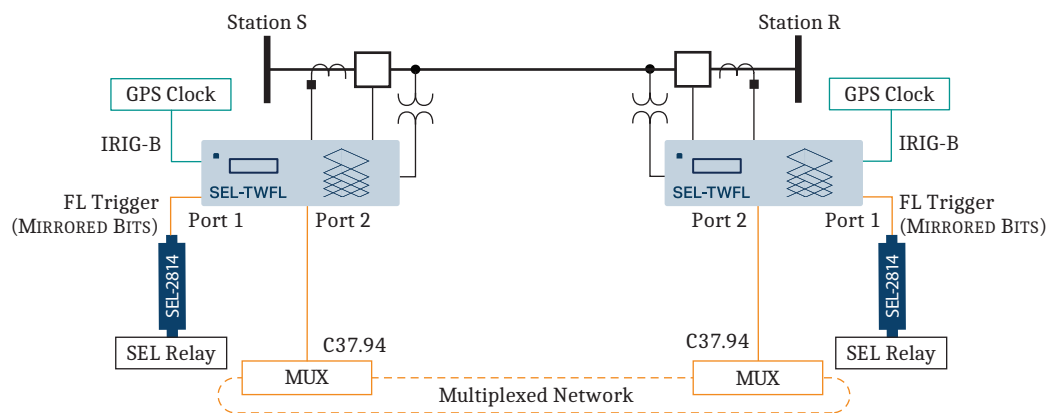 Station S
Station R
GPS Clock
GPS Clock
IRIG-B
IRIG-B
SEL-TWFL
SEL-TWFL
FL Trigger
(MIRRORED BITS)
Port 1
Port 2
Port 2
Port 1
FL Trigger
(MIRRORED BITS)
SEL-2814
SEL-2814
SEL Relay
SEL Relay
C37.94
C37.94
MUX
MUX
Multiplexed Network